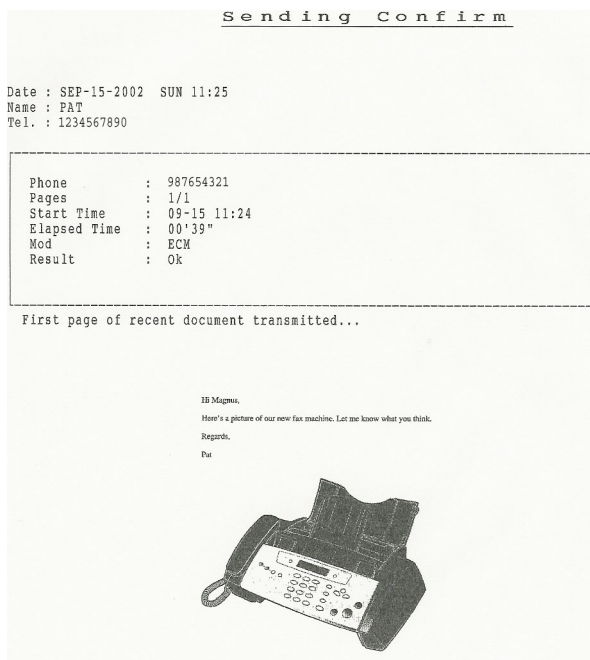 Sending Confirm
Date : SEP-15-2002 SUN 11:25
Name : PAT
Tel. : 1234567890
Phone : 987654321
Pages : 1/1
Start Time : 09-15 11:24
Elapsed Time : 00'39"
Mod : ECM
Result : Ok
First page of recent document transmitted...
Hi Magnus,
Here's a picture of our new fax machine. Let me know what you think.
Regards,
Pat